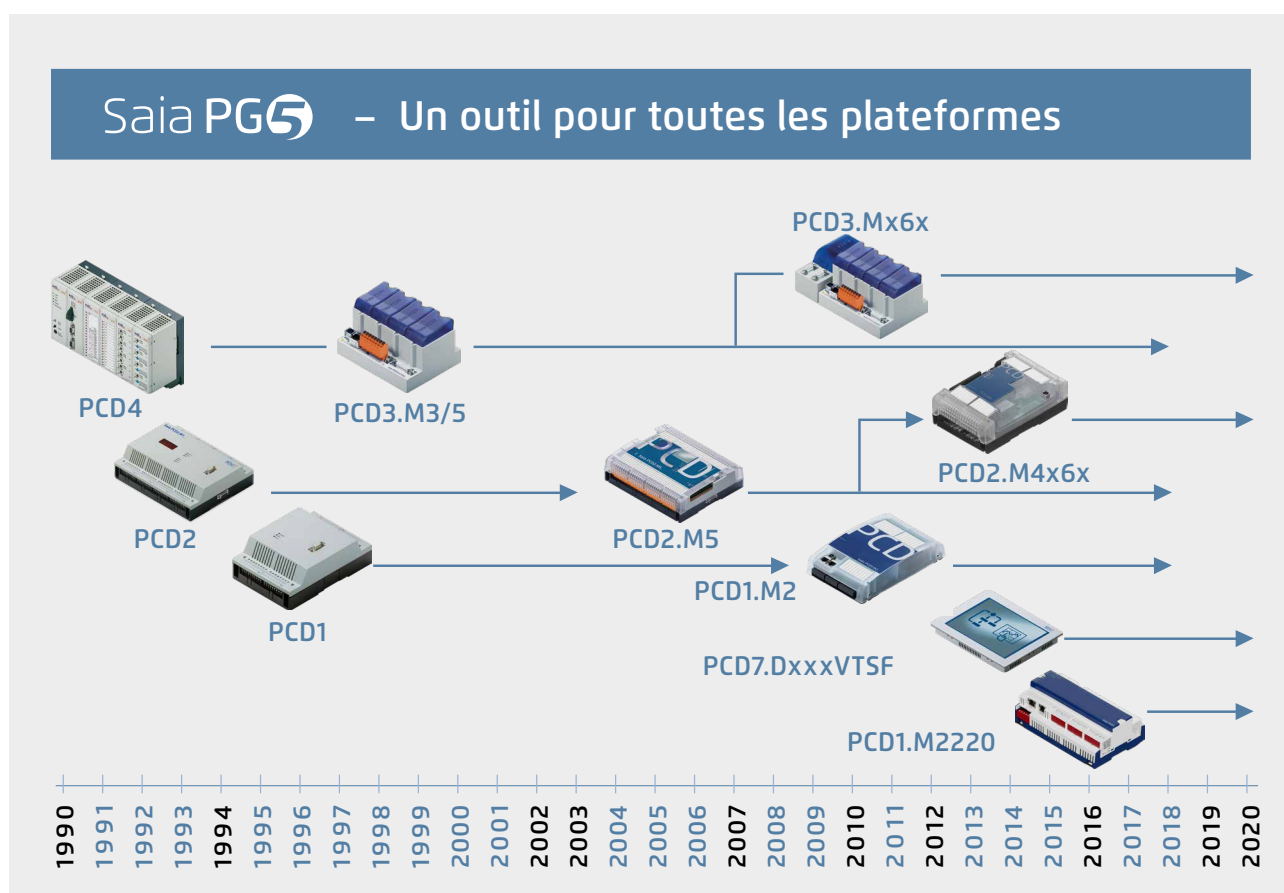 Saia PG5 – Un outil pour toutes les plateformes
PCD3.Mx6x
PCD4
PCD3.M3/5
PCD2.M4x6x
PCD2
PCD2.M5
PCD1.M2
PCD1
PCD7.DxxxVTSF
PCD1.M2220
1990 1991 1992 1993 1994 1995 1996 1997 1998 1999 2000 2001 2002 2003 2004 2005 2006 2007 2008 2009 2010 2011 2012 2013 2014 2015 2016 2017 2018 2019 2020